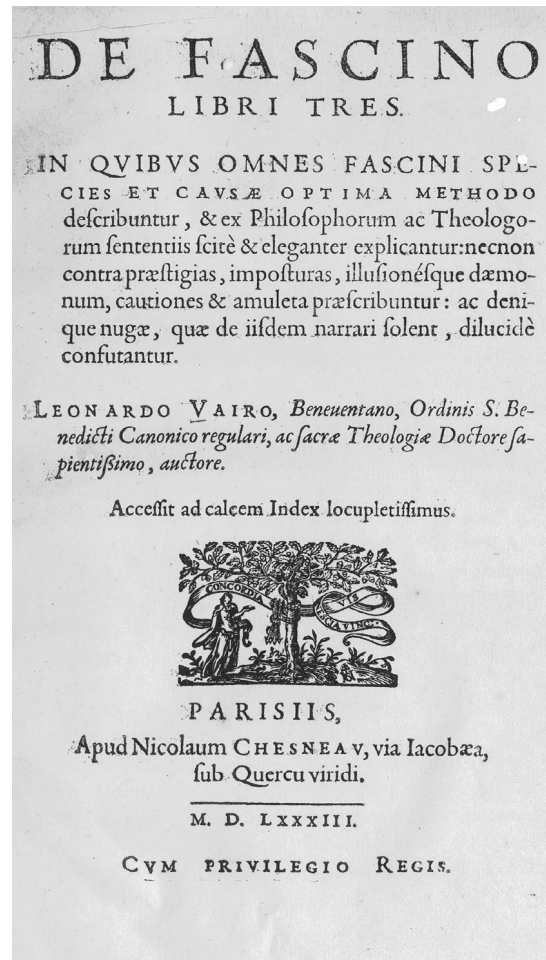 DE FASCINO
LIBRI TRES.
IN QVIBVS OMNES FASCINI SPE-
CIES ET CAVSÆ OPTIMA METHODO
deſcribuntur, & ex Philoſophorum ac Theologo-
rum ſententiis ſcitè & eleganter explicantur: necnon
contra præſtigias, impoſturas, illuſionéſque dæmo-
num, cautiones & amuleta præſcribuntur: ac deni-
que nugæ, quæ de iiſdem narrari ſolent, dilucidè
confutantur.
LEONARDO VAIRO, Beneuentano, Ordinis S. Be-
nedicti Canonico regulari, ac ſacræ Theologiæ Doctore ſa-
pientißimo, auctore.
Acceſſit ad calcem Index locupletiſſimus.
CONCORDIA
VIS
NESCIA VINCI.
PARISIIS,
Apud Nicolaum CHESNEAV, via Iacobæa,
ſub Quercu viridi.
M. D. LXXXIII.
CVM PRIVILEGIO REGIS.